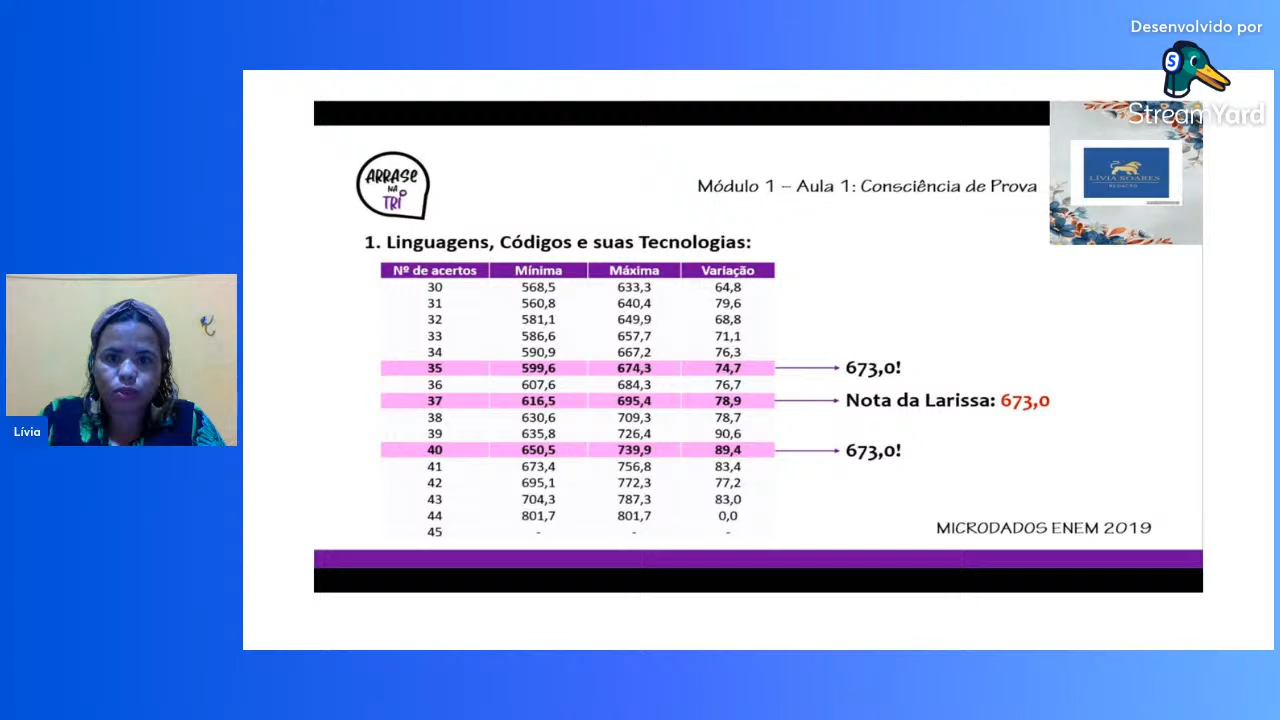 Desenvolvido por
StreamYard
LÍVIA SOARES
REDAÇÃO
ARRASE
NA
TRI
Módulo 1 – Aula 1: Consciência de Prova
1. Linguagens, Códigos e suas Tecnologias:
Nº de acertos Mínima Máxima Variação
30 568,5 633,3 64,8
31 560,8 640,4 79,6
32 581,1 649,9 68,8
33 586,6 657,7 71,1
34 590,9 667,2 76,3
35 599,6 674,3 74,7 673,0!
36 607,6 684,3 76,7
37 616,5 695,4 78,9 Nota da Larissa: 673,0
38 630,6 709,3 78,7
39 635,8 726,4 90,6
40 650,5 739,9 89,4 673,0!
41 673,4 756,8 83,4
42 695,1 772,3 77,2
43 704,3 787,3 83,0
44 801,7 801,7 0,0
45 - - -
MICRODADOS ENEM 2019
Lívia